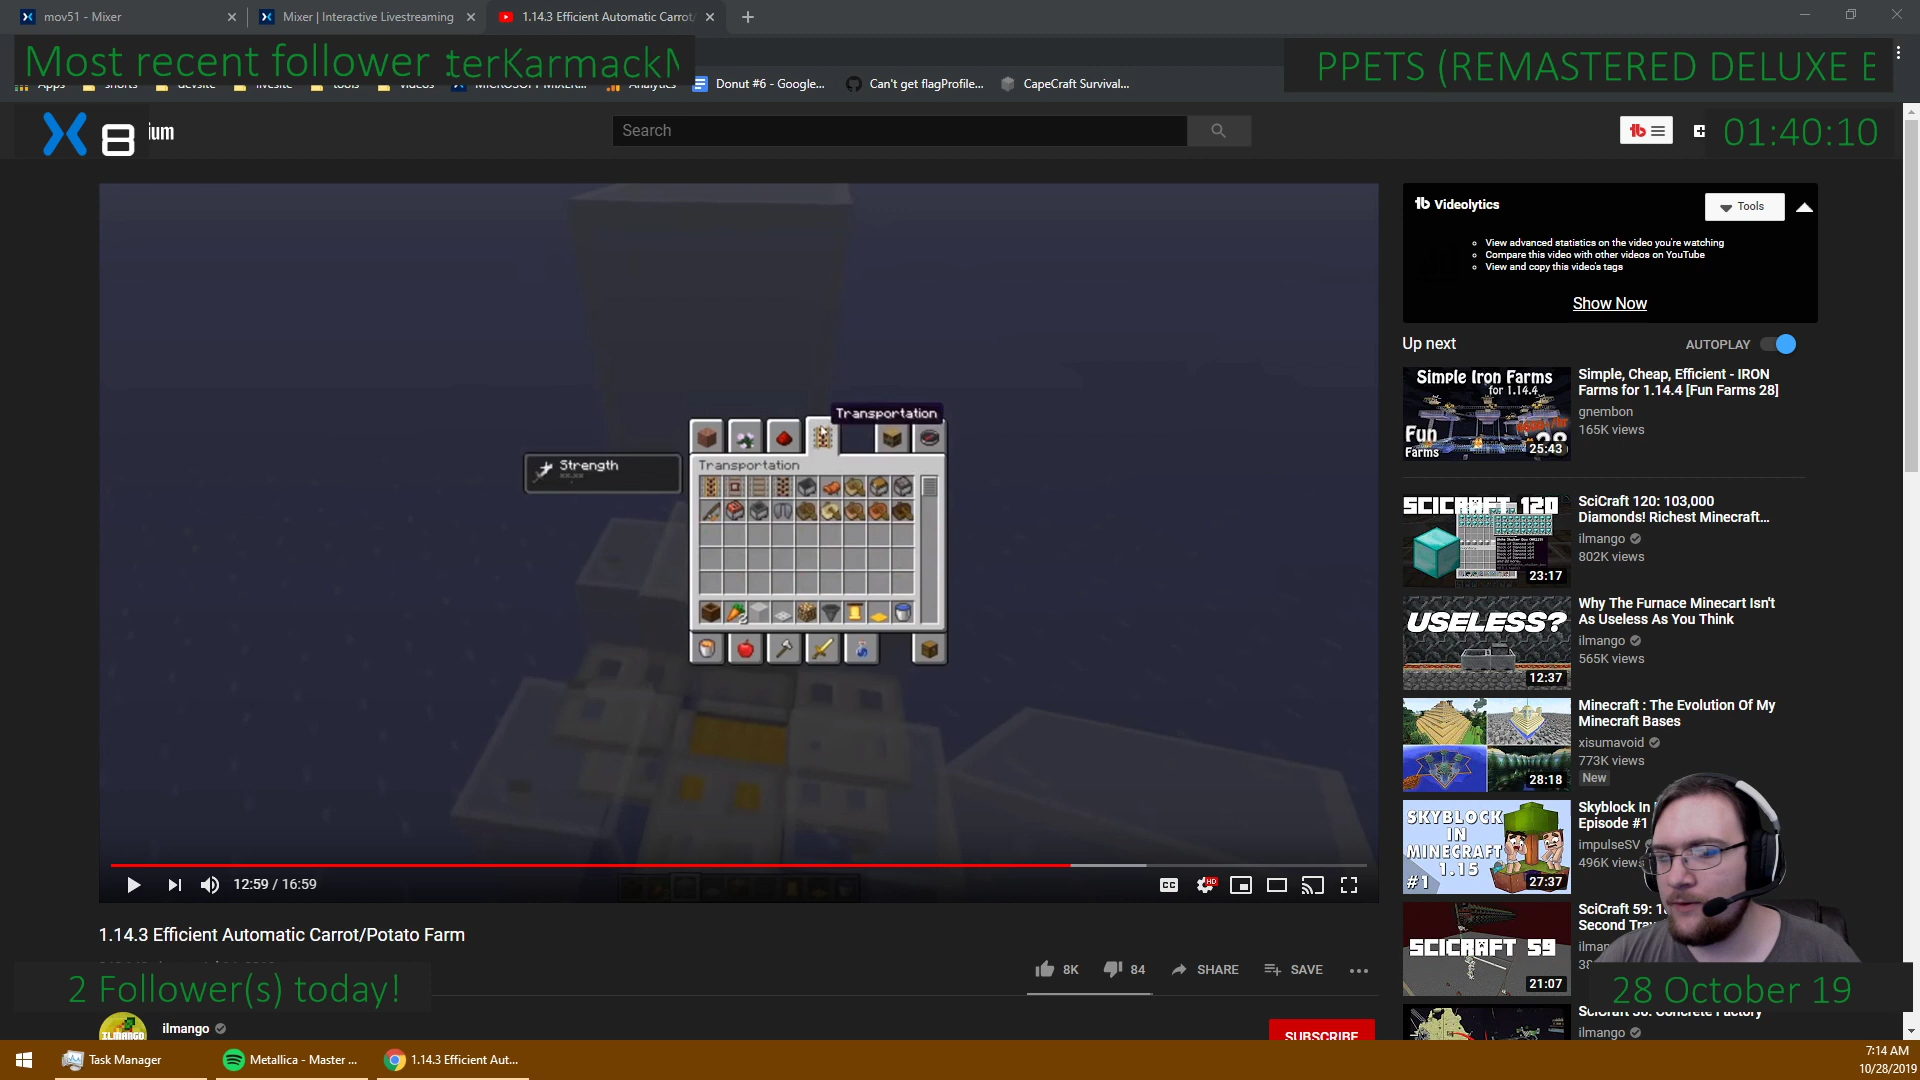 mov51 - Mixer
Mixer | Interactive Livestreaming
1.14.3 Efficient Automatic Carrot/
Most recent follower terKarmack
PPETS (REMASTERED DELUXE E
Apps
Donut #6 - Google...
Can't get flagProfile...
CapeCraft Survival...
8
ium
Search
01:40:10
Videolytics
Tools
View advanced statistics on the video you're watching
Compare this video with other videos on YouTube
View and copy this video's tags
Show Now
Up next
AUTOPLAY
Transportation
Transportation
Strength
Simple Iron Farms
for 1.14.4
Fun
Farms
25:43
Simple, Cheap, Efficient - IRON
Farms for 1.14.4 [Fun Farms 28]
gnembon
165K views
SCICRAFT 120
23:17
SciCraft 120: 103,000
Diamonds! Richest Minecraft...
ilmango
802K views
USELESS?
12:37
Why The Furnace Minecart Isn't
As Useless As You Think
ilmango
565K views
28:18
Minecraft : The Evolution Of My
Minecraft Bases
xisumavoid
773K views
New
SKYBLOCK
IN
MINECRAFT
1.15
#1
27:37
Skyblock In
Episode #1
impulseSV
496K views
SCICRAFT 59
21:07
SciCraft 59:
Second
12:59 / 16:59
CC
HD
1.14.3 Efficient Automatic Carrot/Potato Farm
8K
84
SHARE
SAVE
2 Follower(s) today!
28 October 19
ILMANGO
ilmango
SUBSCRIBE
ilmango
Task Manager
Metallica - Master ...
1.14.3 Efficient Aut...
7:14 AM
10/28/2019